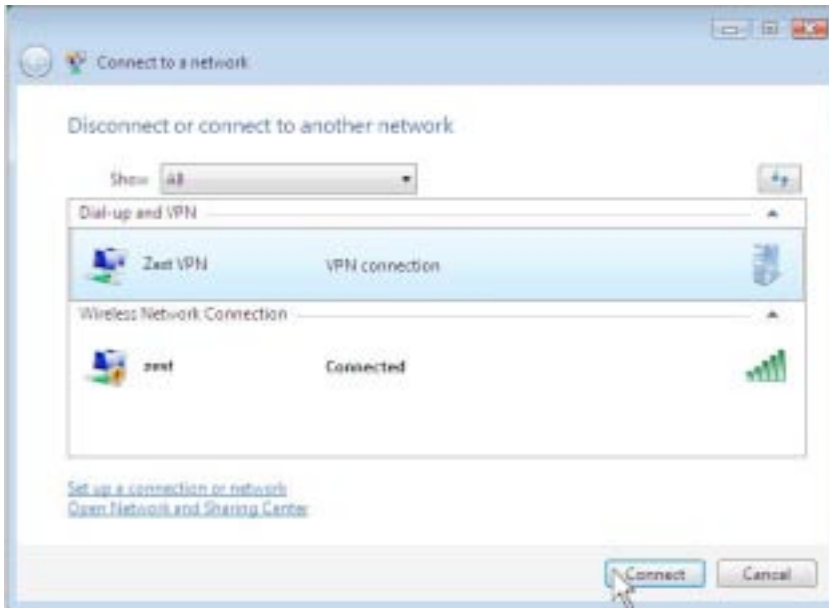 Connect to a network
Disconnect or connect to another network
Show All
Dial-up and VPN
Zest VPN VPN connection
Wireless Network Connection
zest Connected
Set up a connection or network
Open Network and Sharing Center
Connect Cancel